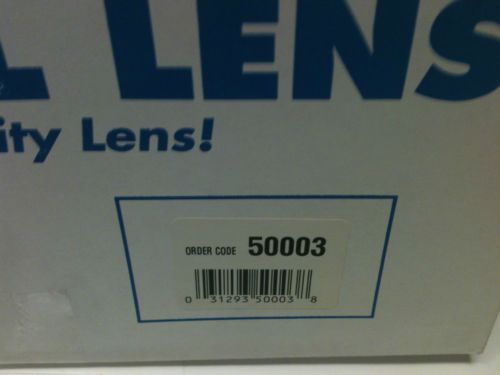 L LENS
ity Lens!
ORDER CODE 50003
0 31293 50003 8